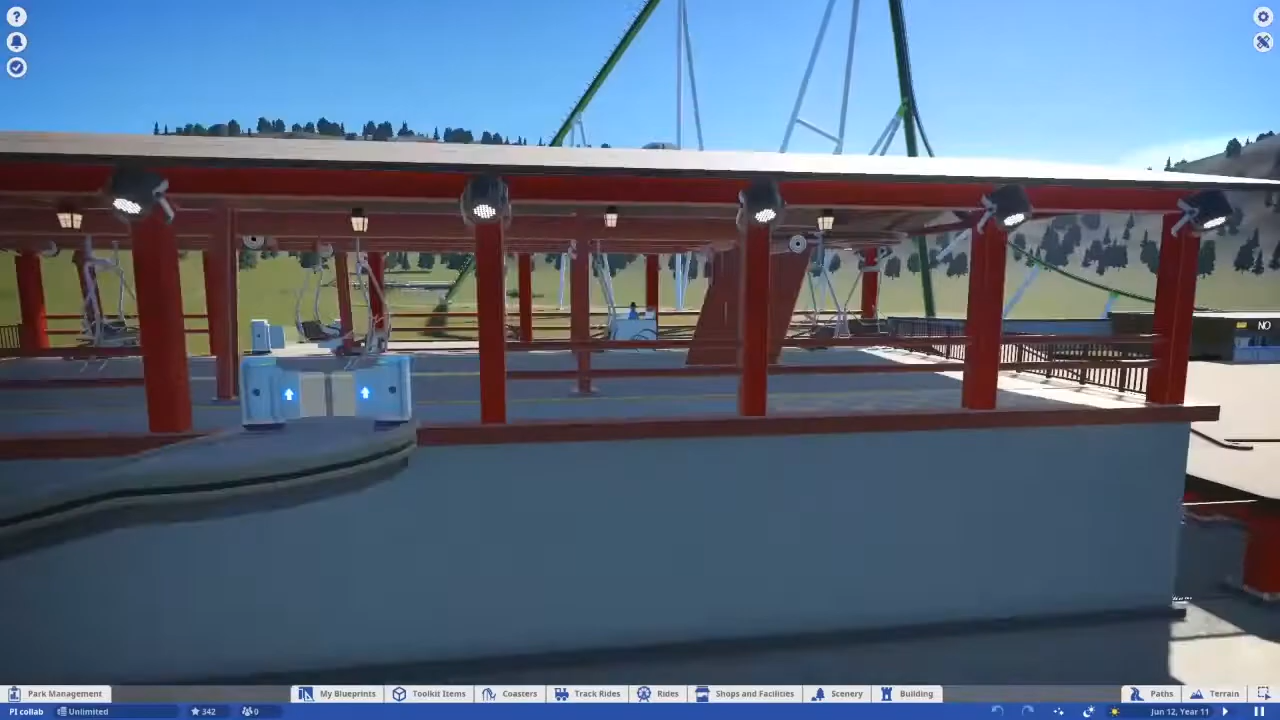 NO
Park Management
My Blueprints
Toolkit Items
Coasters
Track Rides
Rides
Shops and Facilities
Scenery
Building
Paths
Terrain
PI collab
Unlimited
342
0
Jun 12, Year 11